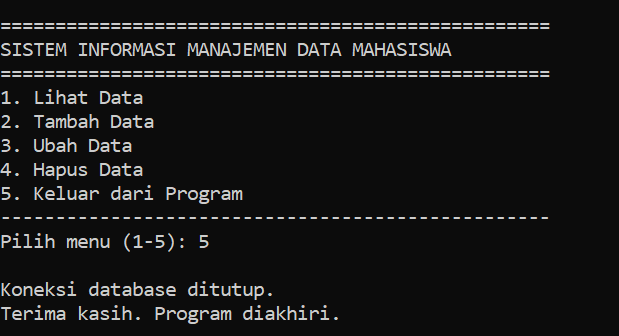 ==================================================
SISTEM INFORMASI MANAJEMEN DATA MAHASISWA
==================================================
1. Lihat Data
2. Tambah Data
3. Ubah Data
4. Hapus Data
5. Keluar dari Program
--------------------------------------------------
Pilih menu (1-5): 5
Koneksi database ditutup.
Terima kasih. Program diakhiri.